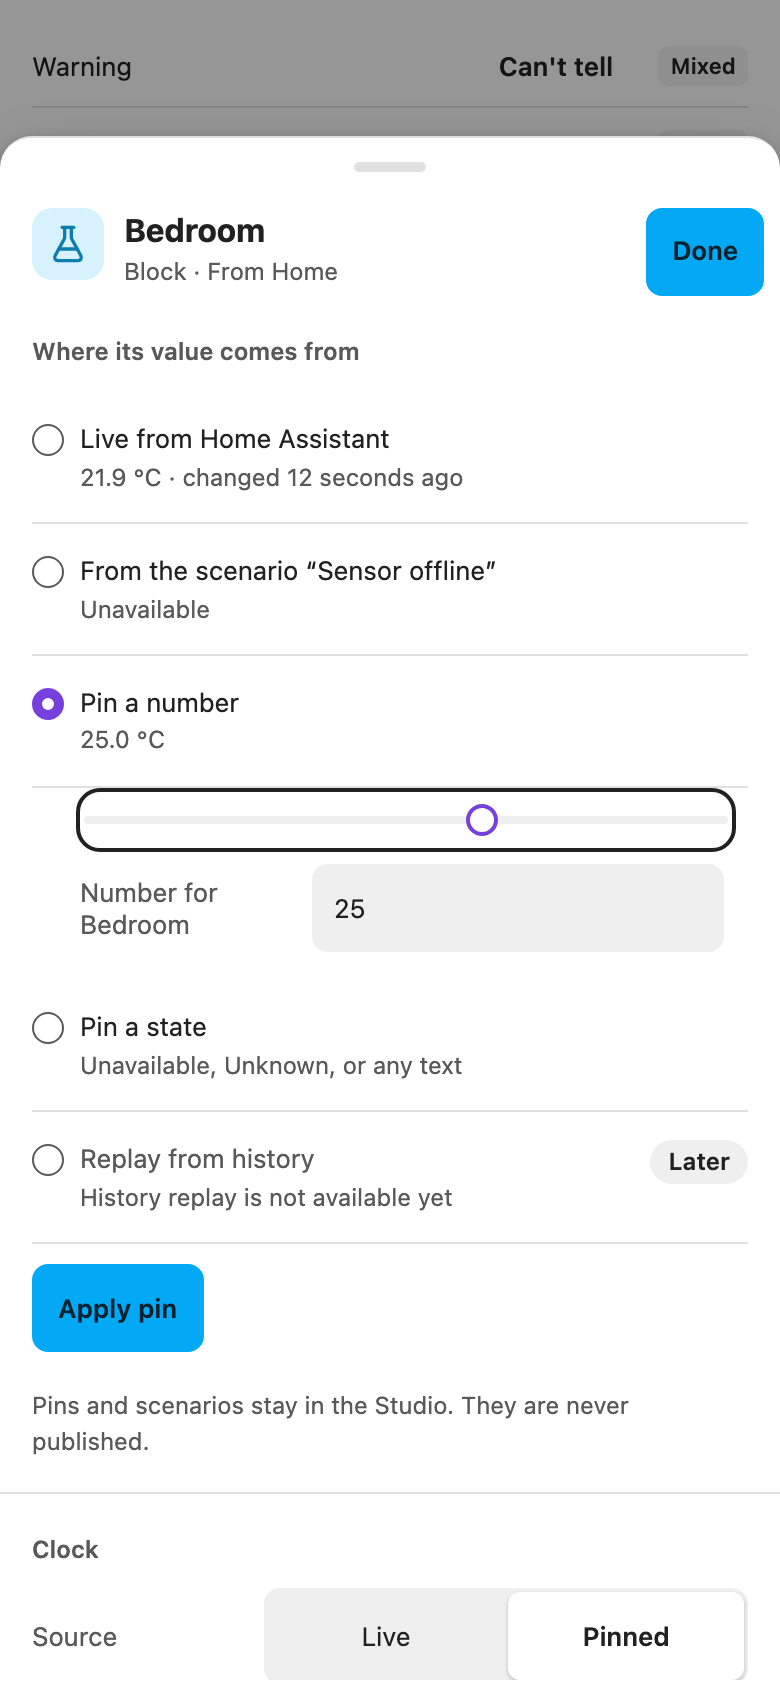 Warning
Can't tell
Mixed
Bedroom
Block · From Home
Done
Where its value comes from
Live from Home Assistant
21.9 °C · changed 12 seconds ago
From the scenario “Sensor offline”
Unavailable
Pin a number
25.0 °C
Number for
Bedroom
25
Pin a state
Unavailable, Unknown, or any text
Replay from history
Later
History replay is not available yet
Apply pin
Pins and scenarios stay in the Studio. They are never
published.
Clock
Source
Live
Pinned